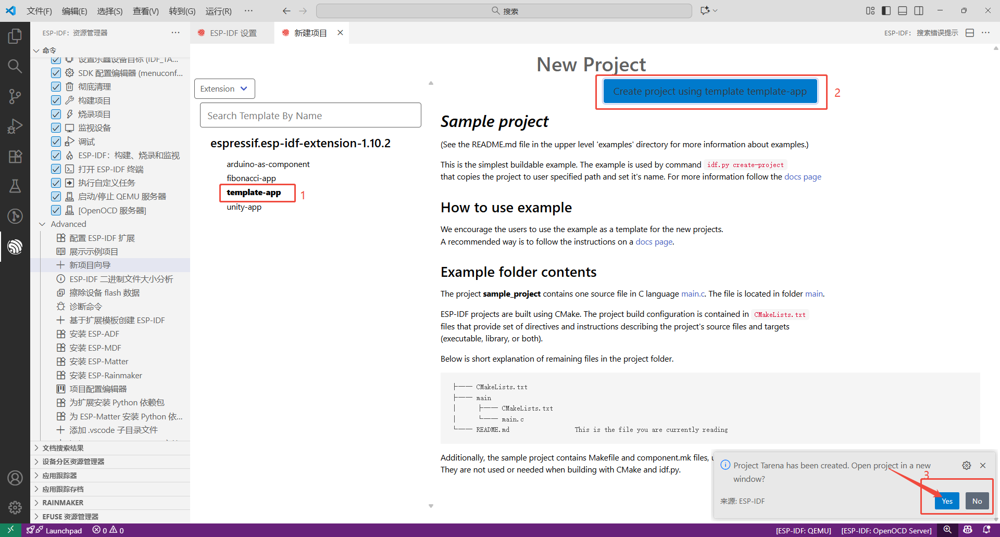 文件(F) 编辑(E) 选择(S) 查看(V) 转到(G) 运行(R) ··· 搜索
ESP-IDF：资源管理器 ···
ESP-IDF 设置 新建项目
ESP-IDF： 搜索错误提示 ···
命令
设置乐鑫设备目标 (IDF_TA...
SDK 配置编辑器 (menuconf...
彻底清理
构建项目
烧录项目
监视设备
调试
ESP-IDF：构建、烧录和监视
打开 ESP-IDF 终端
执行自定义任务
启动/停止 QEMU 服务器
[OpenOCD 服务器]
Advanced
配置 ESP-IDF 扩展
展示示例项目
新项目向导
ESP-IDF 二进制文件大小分析
擦除设备 flash 数据
诊断命令
基于扩展模板创建 ESP-IDF
安装 ESP-ADF
安装 ESP-MDF
安装 ESP-Matter
安装 ESP-Rainmaker
项目配置编辑器
为扩展安装 Python 依赖包
为 ESP-Matter 安装 Python 依...
添加 .vscode 子目录文件
文档搜索结果
设备分区资源管理器
应用跟踪器
应用跟踪存档
RAINMAKER
EFUSE 资源管理器
New Project
Extension
Search Template By Name
espressif.esp-idf-extension-1.10.2
arduino-as-component
fibonacci-app
template-app
1
unity-app
Create project using template template-app
2
Sample project
(See the README.md file in the upper level 'examples' directory for more information about examples.)
This is the simplest buildable example. The example is used by command idf.py create-project
that copies the project to user specified path and set it's name. For more information follow the docs page
How to use example
We encourage the users to use the example as a template for the new projects.
A recommended way is to follow the instructions on a docs page.
Example folder contents
The project sample_project contains one source file in C language main.c. The file is located in folder main.
ESP-IDF projects are built using CMake. The project build configuration is contained in CMakeLists.txt
files that provide set of directives and instructions describing the project's source files and targets
(executable, library, or both).
Below is short explanation of remaining files in the project folder.
├── CMakeLists.txt
├── main
│   ├── CMakeLists.txt
│   └── main.c
└── README.md This is the file you are currently reading
Additionally, the sample project contains Makefile and component.mk files,
They are not used or needed when building with CMake and idf.py.
Project Tarena has been created. Open project in a new
window?
3
来源: ESP-IDF
Yes No
Launchpad 0 0
[ESP-IDF: QEMU] [ESP-IDF: OpenOCD Server]